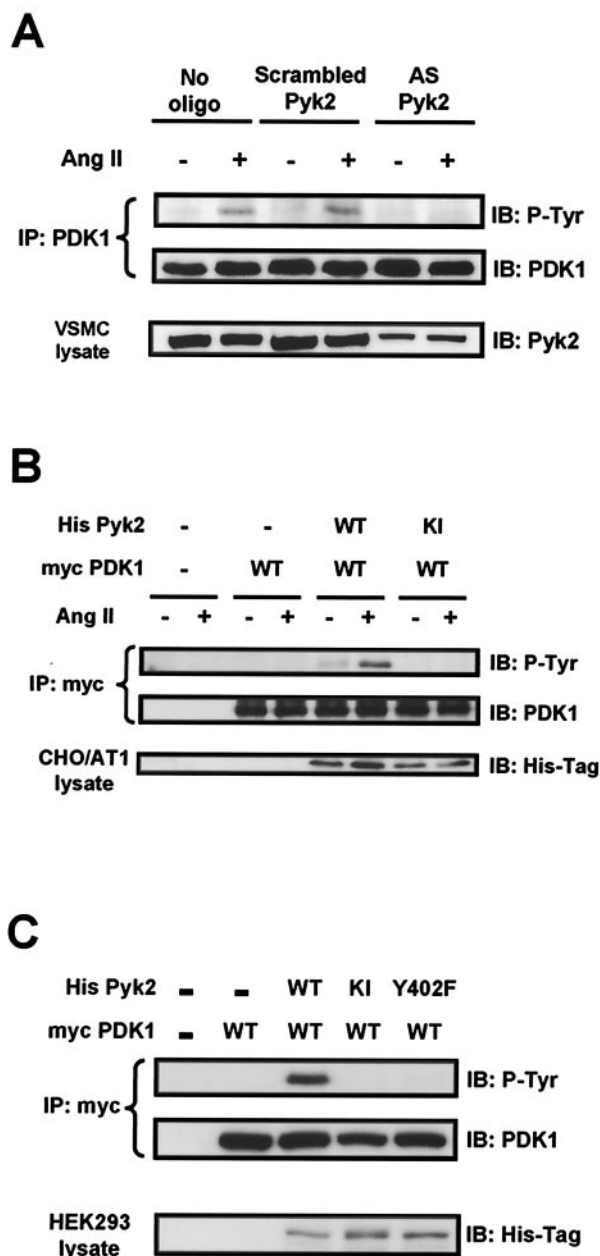 A
No oligo Scrambled Pyk2 AS Pyk2
Ang II - + - + - +
IP: PDK1
IB: P-Tyr
IB: PDK1
VSMC lysate
IB: Pyk2
B
His Pyk2 - - WT KI
myc PDK1 - WT WT WT
Ang II - + - + - + - +
IP: myc
IB: P-Tyr
IB: PDK1
CHO/AT1 lysate
IB: His-Tag
C
His Pyk2 - - WT KI Y402F
myc PDK1 - WT WT WT WT
IP: myc
IB: P-Tyr
IB: PDK1
HEK293 lysate
IB: His-Tag